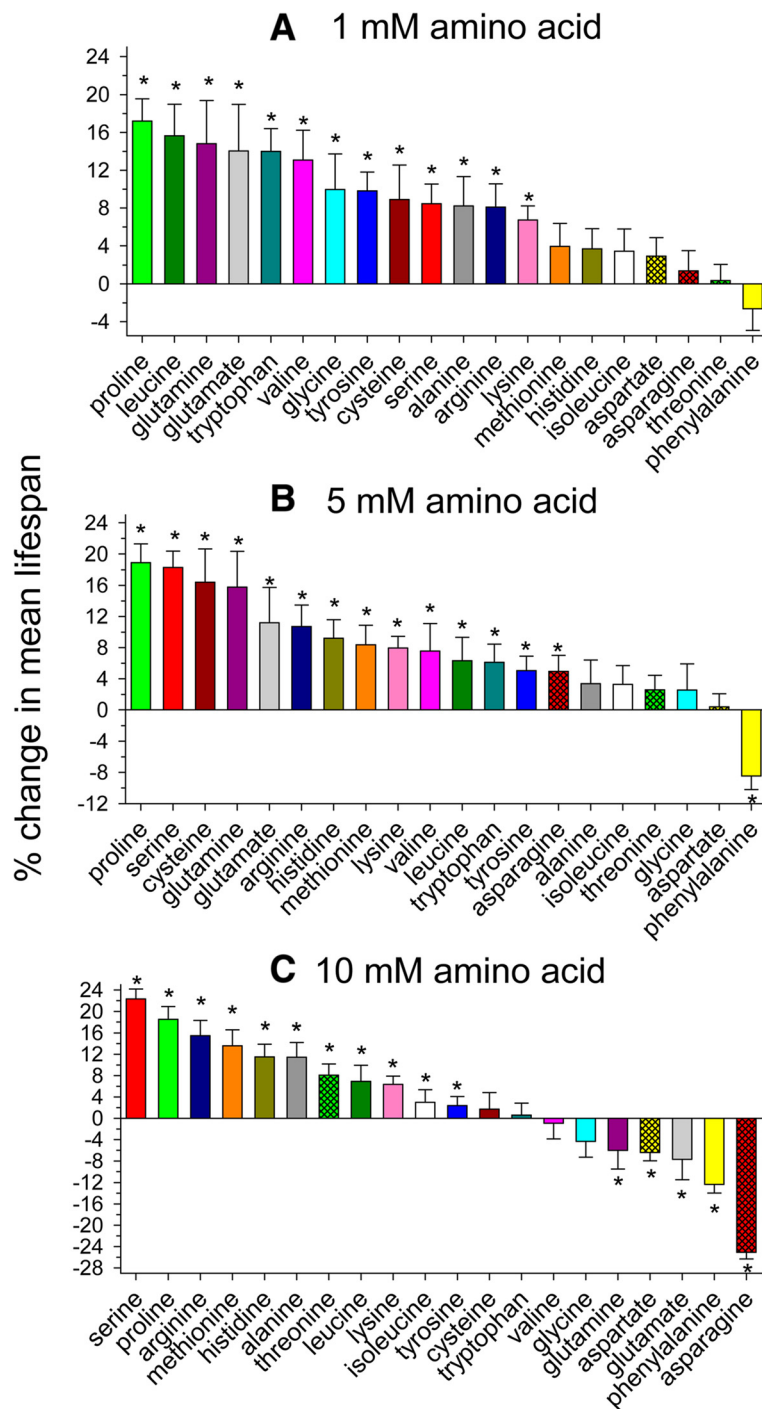 A 1 mM amino acid
% change in mean lifespan
24
20
16
12
8
4
0
-4
* * * * * * * * * * * * *
proline
leucine
glutamine
glutamate
tryptophan
valine
glycine
tyrosine
cysteine
serine
alanine
arginine
lysine
methionine
histidine
isoleucine
aspartate
asparagine
threonine
phenylalanine
B 5 mM amino acid
24
20
16
12
8
4
0
-4
-8
-12
* * * * * * * * * * * * * * *
proline
serine
cysteine
glutamine
glutamate
arginine
histidine
methionine
lysine
valine
leucine
tryptophan
tyrosine
asparagine
alanine
isoleucine
threonine
glycine
aspartate
phenylalanine
C 10 mM amino acid
24
20
16
12
8
4
0
-4
-8
-12
-16
-20
-24
-28
* * * * * * * * * * * * * * * *
serine
proline
arginine
methionine
histidine
alanine
threonine
leucine
lysine
isoleucine
tyrosine
cysteine
tryptophan
valine
glycine
glutamine
aspartate
glutamate
phenylalanine
asparagine